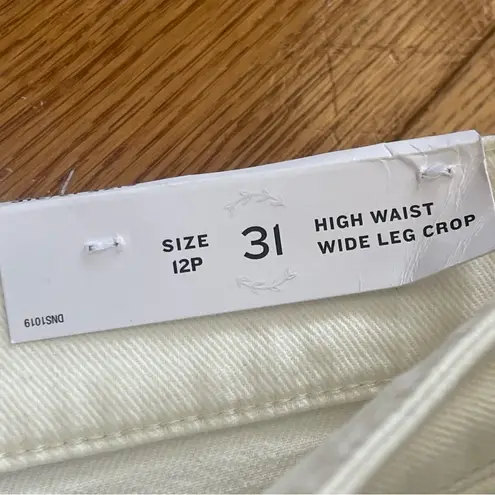 SIZE
12P
31
HIGH WAIST
WIDE LEG CROP
DNS1019